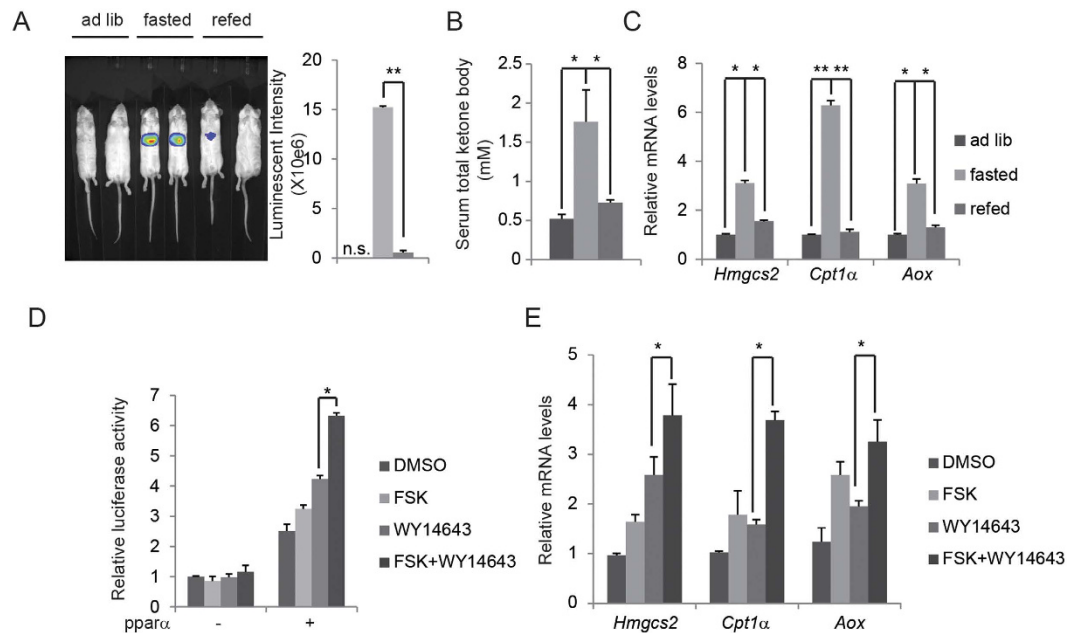 A
ad lib fasted refed
Luminescent Intensity
(X10e6)
20
15
10
5
0
**
n.s.
B
Serum total ketone body
(mM)
2.5
2
1.5
1
0.5
0
* *
C
Relative mRNA levels
8
6
4
2
0
* *
** **
* *
Hmgcs2 Cpt1α Aox
ad lib
fasted
refed
D
Relative luciferase activity
7
6
5
4
3
2
1
0
*
pparα - +
DMSO
FSK
WY14643
FSK+WY14643
E
Relative mRNA levels
5
4
3
2
1
0
*
*
*
Hmgcs2 Cpt1α Aox
DMSO
FSK
WY14643
FSK+WY14643